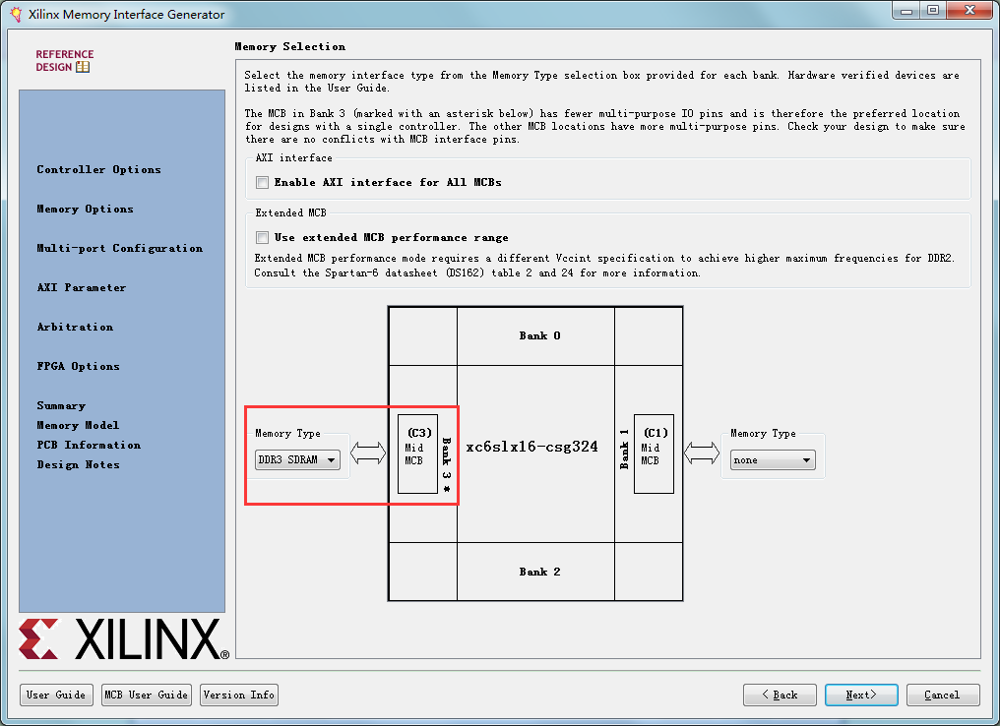 Xilinx Memory Interface Generator
REFERENCE
DESIGN
Controller Options
Memory Options
Multi-port Configuration
AXI Parameter
Arbitration
FPGA Options
Summary
Memory Model
PCB Information
Design Notes
XILINX®
Memory Selection
Select the memory interface type from the Memory Type selection box provided for each bank. Hardware verified devices are
listed in the User Guide.
The MCB in Bank 3 (marked with an asterisk below) has fewer multi-purpose IO pins and is therefore the preferred location
for designs with a single controller. The other MCB locations have more multi-purpose pins. Check your design to make sure
there are no conflicts with MCB interface pins.
AXI interface
Enable AXI interface for All MCBs
Extended MCB
Use extended MCB performance range
Extended MCB performance mode requires a different Vccint specification to achieve higher maximum frequencies for DDR2.
Consult the Spartan-6 datasheet (DS162) table 2 and 24 for more information.
Bank 0
Memory Type
DDR3 SDRAM
(C3)
Mid
MCB
Bank 3 *
xc6slx16-csg324
Bank 1
(C1)
Mid
MCB
Memory Type
none
Bank 2
User Guide
MCB User Guide
Version Info
< Back
Next>
Cancel